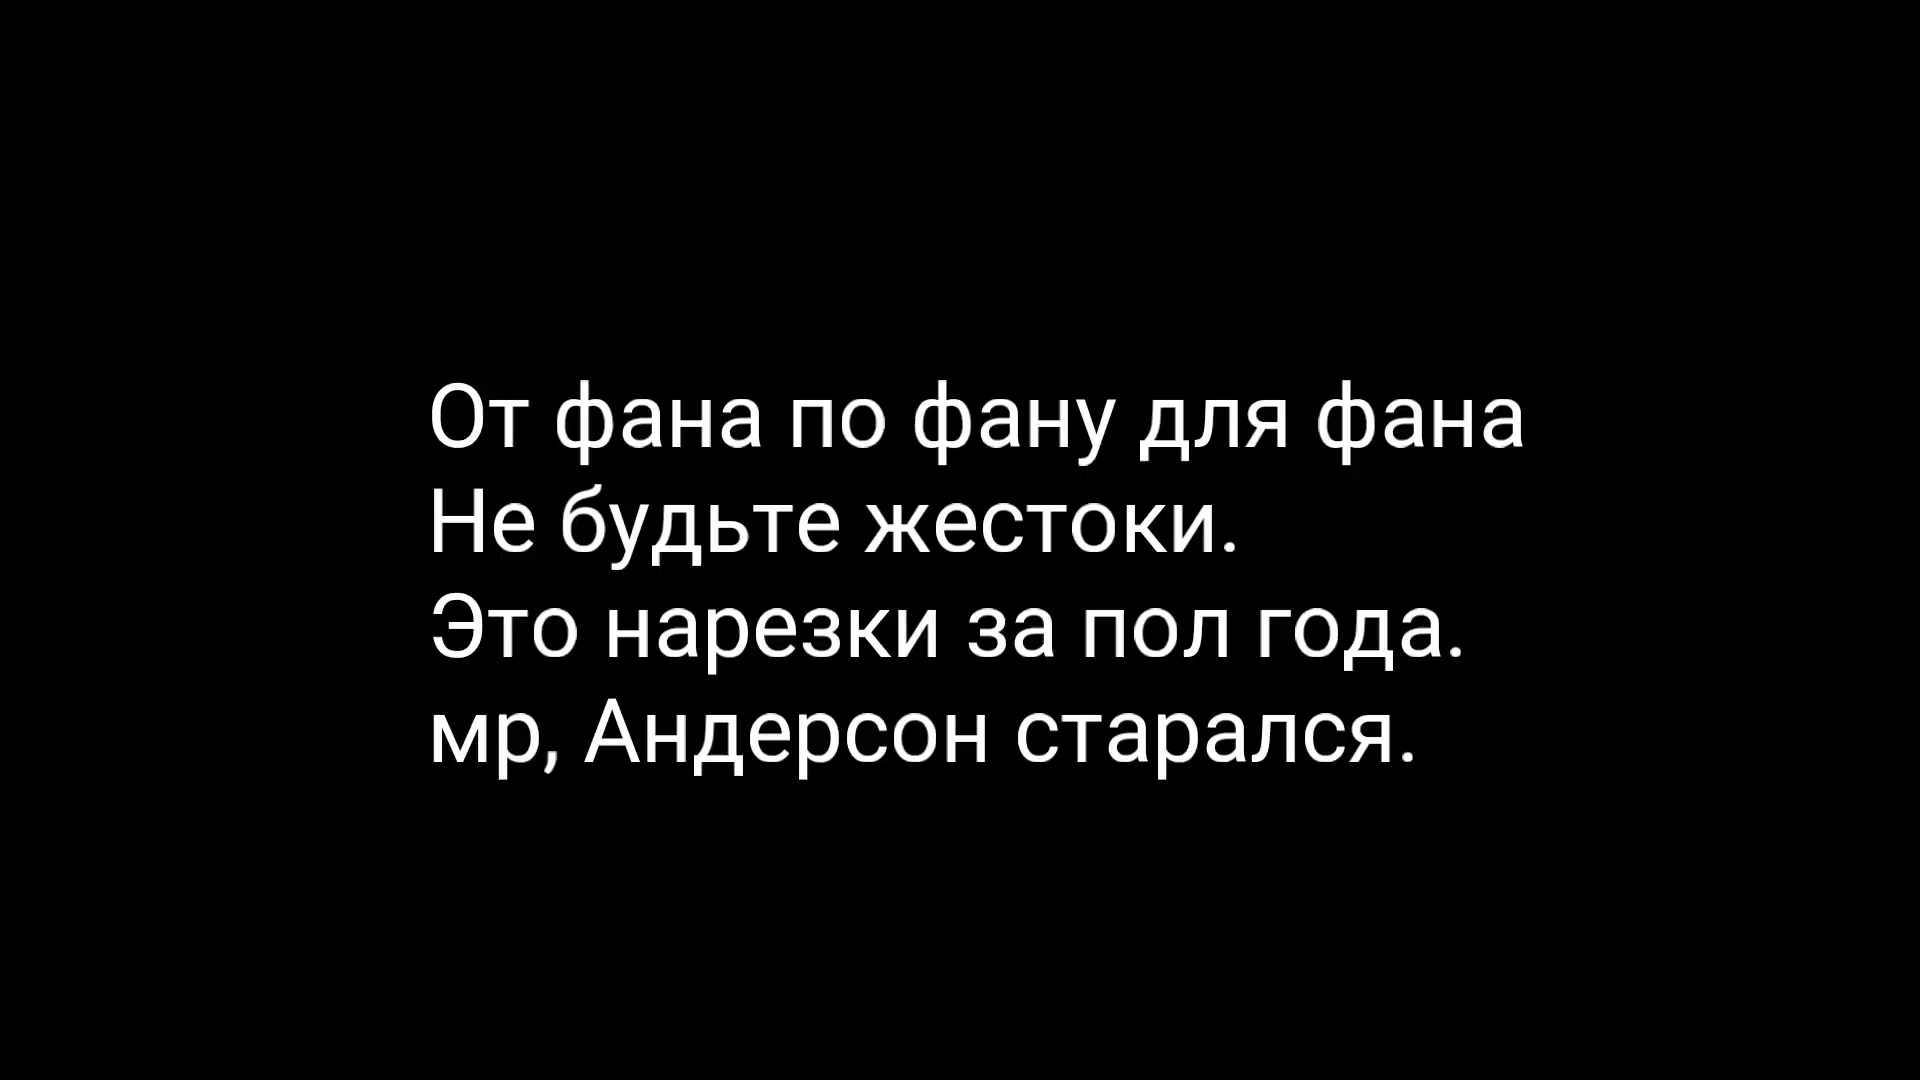 От фана по фану для фана
Не будьте жестоки.
Это нарезки за пол года.
мр, Андерсон старался.